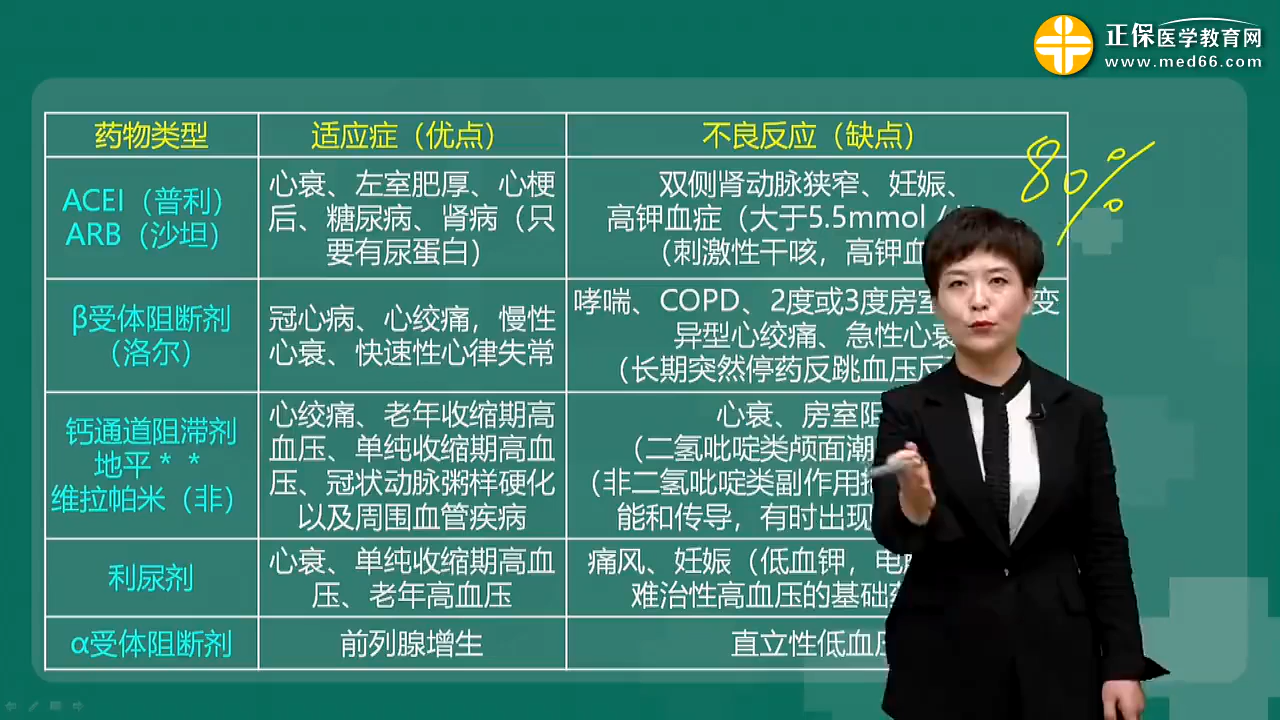 正保医学教育网
www.med66.com
80%
药物类型
适应症（优点）
不良反应（缺点）
ACEI（普利）
ARB（沙坦）
心衰、左室肥厚、心梗
后、糖尿病、肾病（只
要有尿蛋白）
双侧肾动脉狭窄、妊娠、
高钾血症（大于5.5mmol /
（刺激性干咳，高钾血
β受体阻断剂
（洛尔）
冠心病、心绞痛，慢性
心衰、快速性心律失常
哮喘、COPD、2度或3度房室 变
异型心绞痛、急性心衰
（长期突然停药反跳血压反
钙通道阻滞剂
地平＊＊
维拉帕米（非）
心绞痛、老年收缩期高
血压、单纯收缩期高血
压、冠状动脉粥样硬化
以及周围血管疾病
心衰、房室阻
（二氢吡啶类颅面潮
（非二氢吡啶类副作用
能和传导，有时出现
利尿剂
心衰、单纯收缩期高血
压、老年高血压
痛风、妊娠（低血钾，电
难治性高血压的基础
α受体阻断剂
前列腺增生
直立性低血压